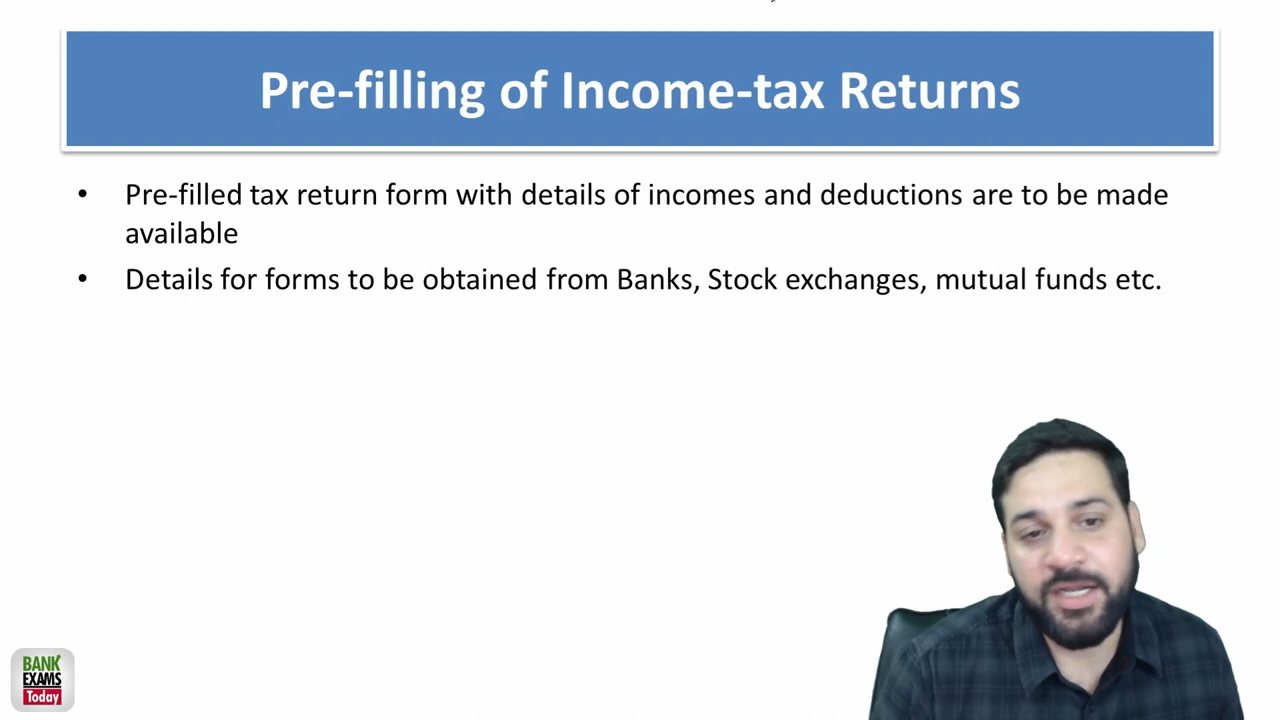 Pre-filling of Income-tax Returns
• Pre-filled tax return form with details of incomes and deductions are to be made
available
• Details for forms to be obtained from Banks, Stock exchanges, mutual funds etc.
BANK
EXAMS
Today